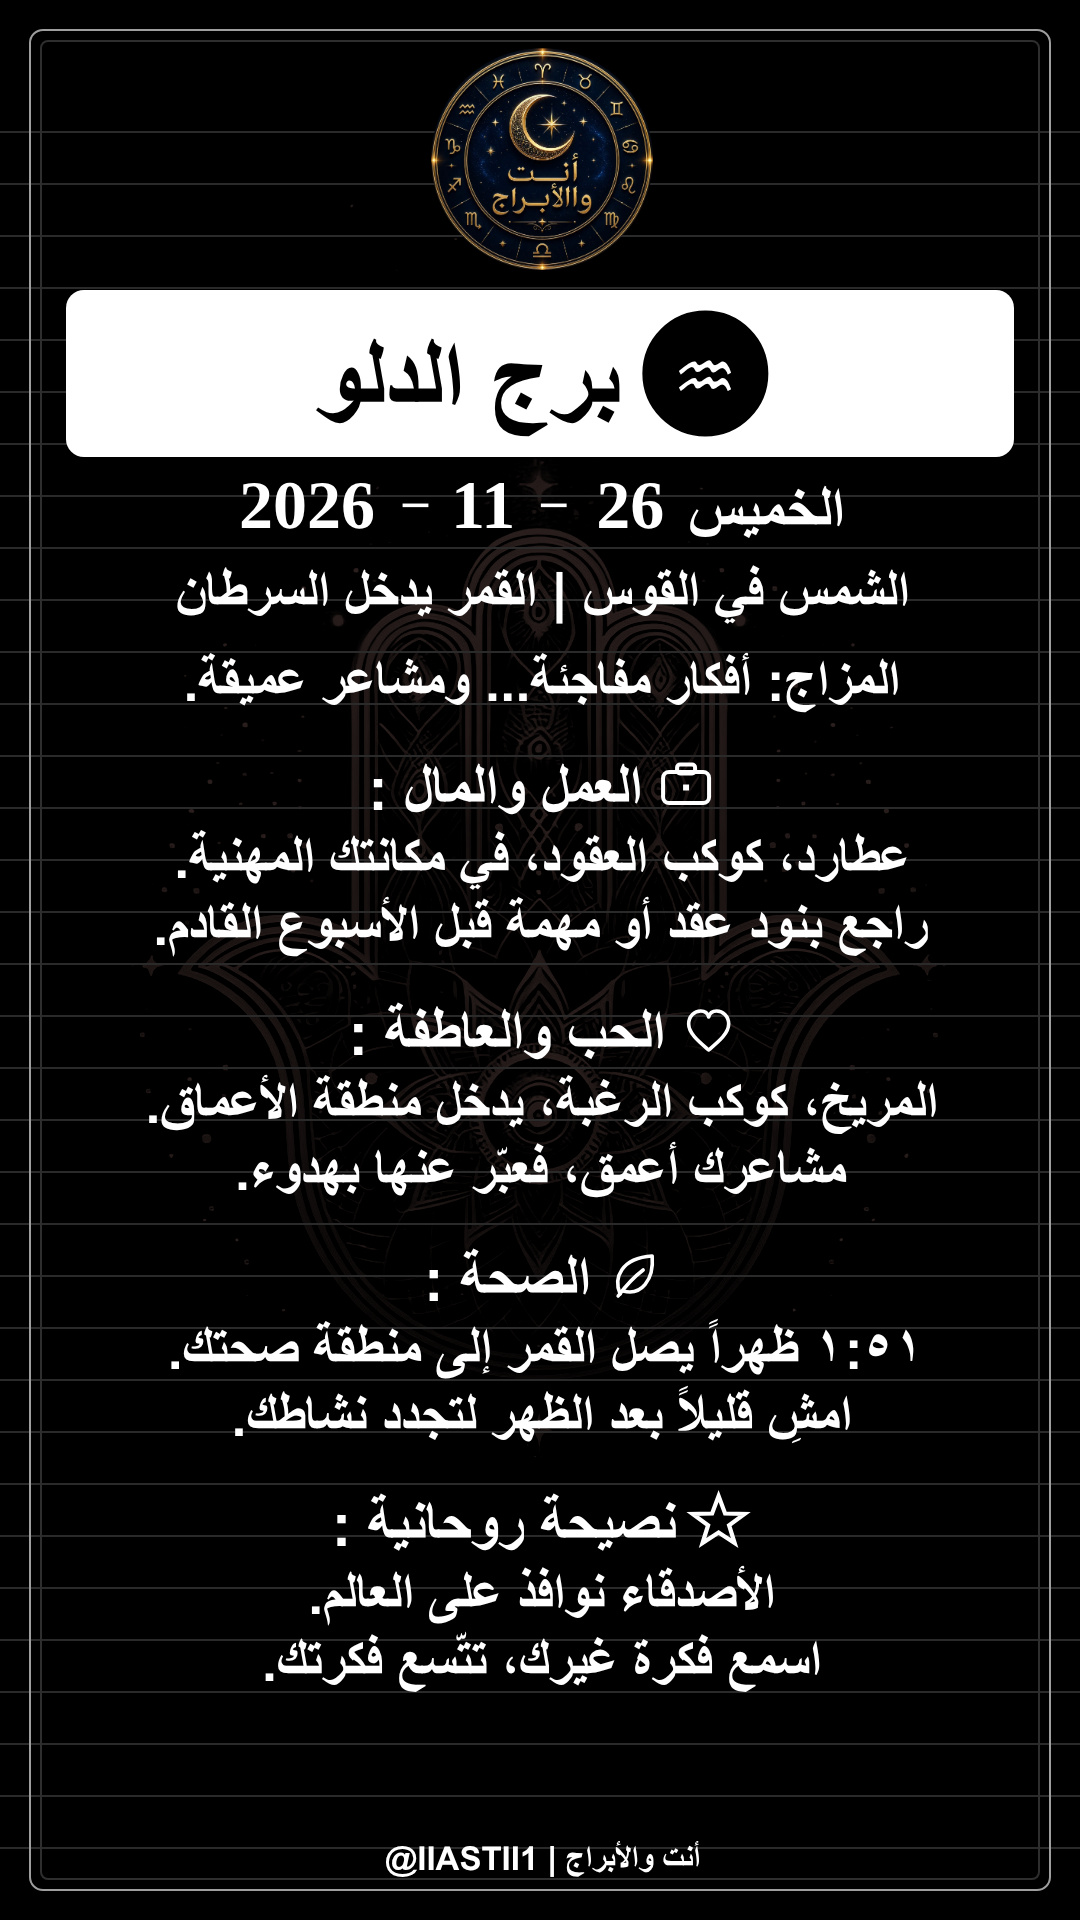 أنت
والأبراج
برج الدلو
الخميس 26 - 11 - 2026
الشمس في القوس | القمر يدخل السرطان
المزاج: أفكار مفاجئة... ومشاعر عميقة.
العمل والمال :
عطارد، كوكب العقود، في مكانتك المهنية.
راجع بنود عقد أو مهمة قبل الأسبوع القادم.
الحب والعاطفة :
المريخ، كوكب الرغبة، يدخل منطقة الأعماق.
مشاعرك أعمق، فعبّر عنها بهدوء.
الصحة :
١:٥١ ظهراً يصل القمر إلى منطقة صحتك.
امشِ قليلاً بعد الظهر لتجدد نشاطك.
نصيحة روحانية :
الأصدقاء نوافذ على العالم.
اسمع فكرة غيرك، تتّسع فكرتك.
أنت والأبراج | @IIASTII1